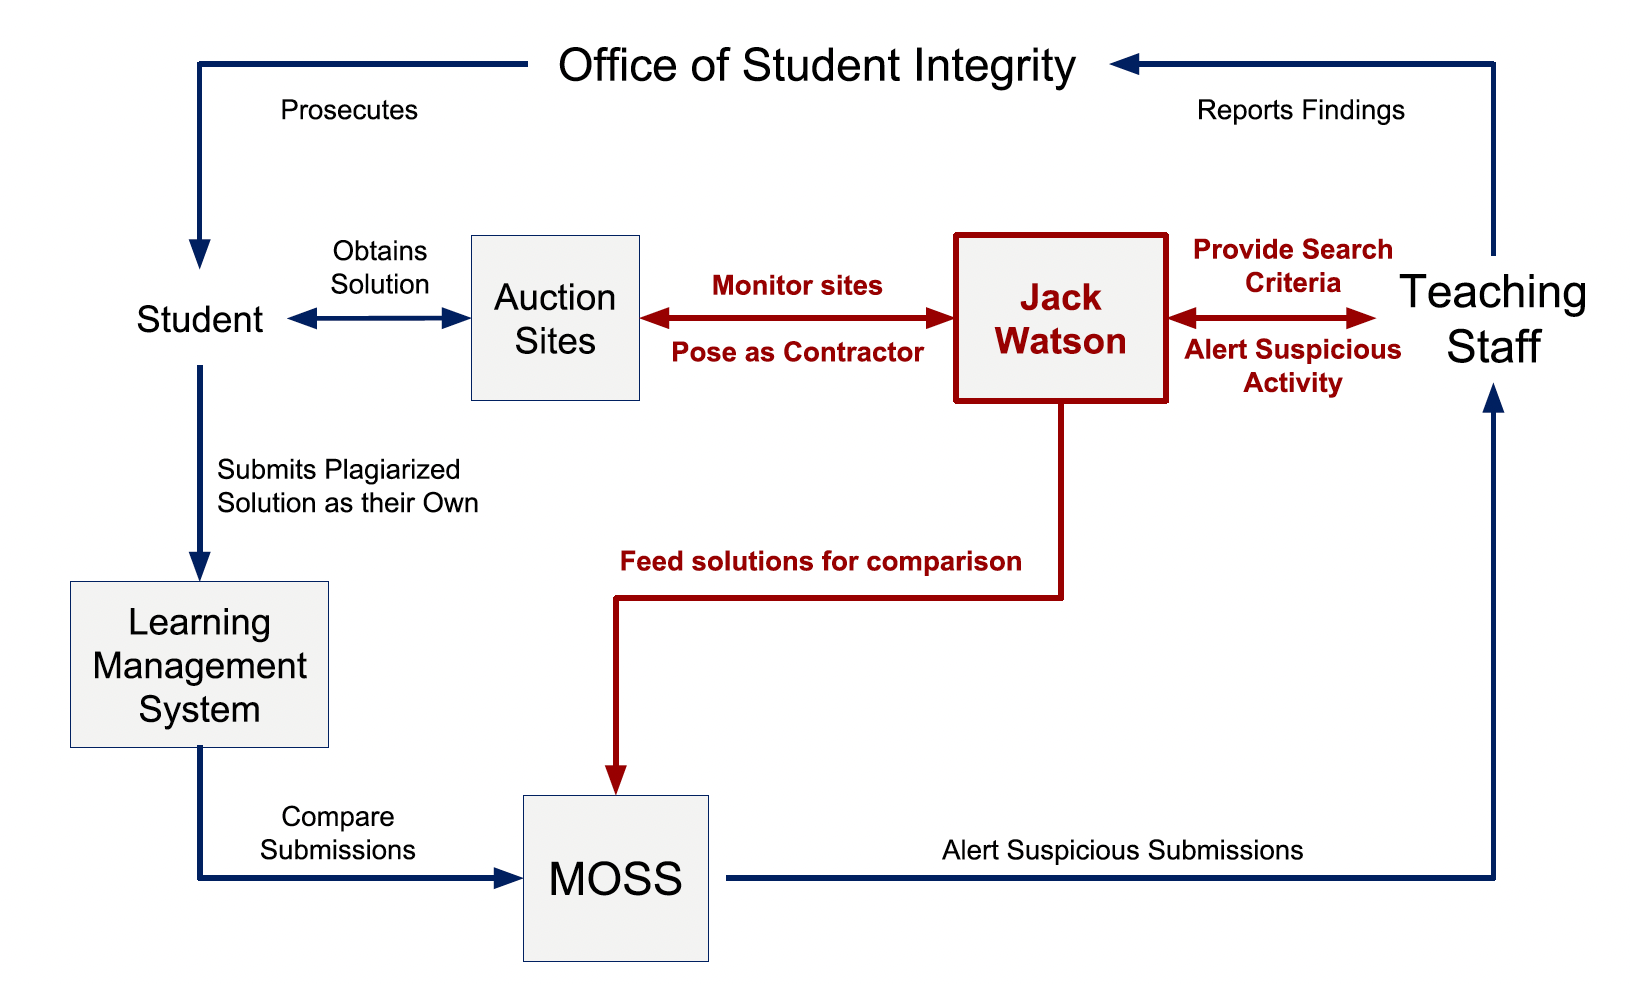 Office of Student Integrity
Prosecutes
Reports Findings
Obtains
Solution
Student
Auction
Sites
Monitor sites
Pose as Contractor
Jack
Watson
Provide Search
Criteria
Alert Suspicious
Activity
Teaching
Staff
Submits Plagiarized
Solution as their Own
Feed solutions for comparison
Learning
Management
System
Compare
Submissions
MOSS
Alert Suspicious Submissions